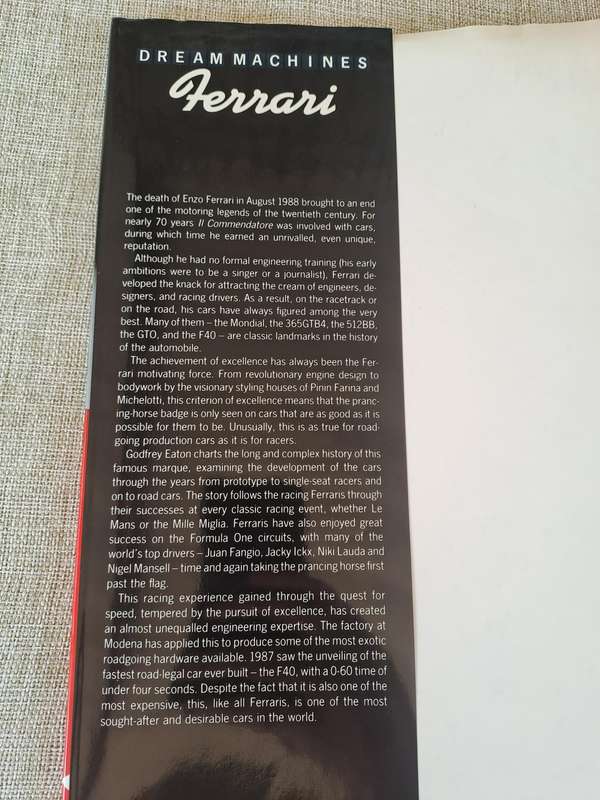 DREAM MACHINES
Ferrari
The death of Enzo Ferrari in August 1988 brought to an end
one of the motoring legends of the twentieth century. For
nearly 70 years Il Commendatore was involved with cars,
during which time he earned an unrivalled, even unique,
reputation.
Although he had no formal engineering training (his early
ambitions were to be a singer or a journalist), Ferrari de-
veloped the knack for attracting the cream of engineers, de-
signers, and racing drivers. As a result, on the racetrack or
on the road, his cars have always figured among the very
best. Many of them – the Mondial, the 365GTB4, the 512BB,
the GTO, and the F40 – are classic landmarks in the history
of the automobile.
The achievement of excellence has always been the Fer-
rari motivating force. From revolutionary engine design to
bodywork by the visionary styling houses of Pinin Farina and
Michelotti, this criterion of excellence means that the pranc-
ing-horse badge is only seen on cars that are as good as it is
possible for them to be. Unusually, this is as true for road-
going production cars as it is for racers.
Godfrey Eaton charts the long and complex history of this
famous marque, examining the development of the cars
through the years from prototype to single-seat racers and
on to road cars. The story follows the racing Ferraris through
their successes at every classic racing event, whether Le
Mans or the Mille Miglia. Ferraris have also enjoyed great
success on the Formula One circuits, with many of the
world's top drivers – Juan Fangio, Jacky Ickx, Niki Lauda and
Nigel Mansell – time and again taking the prancing horse first
past the flag.
This racing experience gained through the quest for
speed, tempered by the pursuit of excellence, has created
an almost unequalled engineering expertise. The factory at
Modena has applied this to produce some of the most exotic
roadgoing hardware available. 1987 saw the unveiling of the
fastest road-legal car ever built – the F40, with a 0-60 time of
under four seconds. Despite the fact that it is also one of the
most expensive, this, like all Ferraris, is one of the most
sought-after and desirable cars in the world.